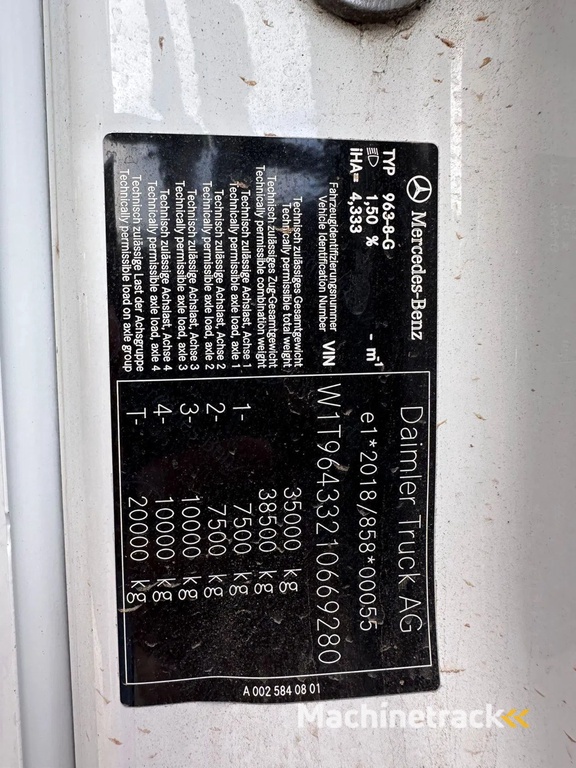 Mercedes-Benz
Daimler Truck AG
TYP 963-8-G
1.50 % - m⁻¹
iHA= 4,333
e1*2018/858*00055
Fahrzeugidentifizierungsnummer
Vehicle Identification Number VIN W1T96433210669280
Technisch zulässiges Gesamtgewicht
Technically permissible total weight 35000 kg
Technisch zulässiges Zug-Gesamtgewicht
Technically permissible combination weight 38500 kg
Technisch zulässige Achslast, Achse 1
Technically permissible axle load, axle 1 1- 7500 kg
Technisch zulässige Achslast, Achse 2
Technically permissible axle load, axle 2 2- 7500 kg
Technisch zulässige Achslast, Achse 3
Technically permissible axle load, axle 3 3- 10000 kg
Technisch zulässige Achslast, Achse 4
Technically permissible axle load, axle 4 4- 10000 kg
Technisch zulässige Last der Achsgruppe
Technically permissible load on axle group T- 20000 kg
A 002 584 08 01
Machinetrack